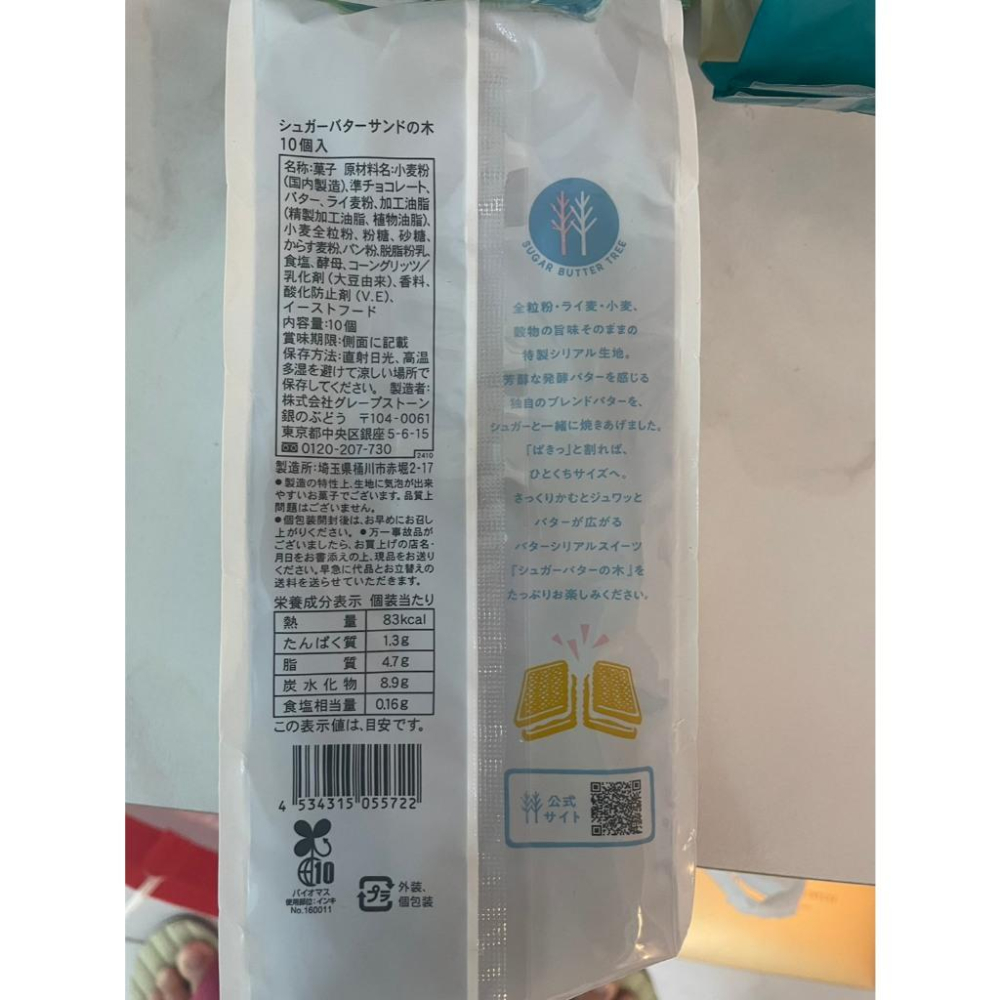 シュガーバターサンドの木
10個入
名称:菓子 原材料名:小麦粉
(国内製造)、準チョコレート、
バター、ライ麦粉、加工油脂
(精製加工油脂、植物油脂)、
小麦全粒粉、粉糖、砂糖、
からす麦粉、パン粉、脱脂粉乳、
食塩、酵母、コーングリッツ/
乳化剤(大豆由来)、香料、
酸化防止剤(V.E)、
イーストフード
内容量:10個
賞味期限:側面に記載
保存方法:直射日光、高温
多湿を避けて涼しい場所で
保存してください。 製造者:
株式会社グレープストーン
銀のぶどう 〒104-0061
東京都中央区銀座5-6-15
0120-207-730
2410
製造所:埼玉県桶川市赤堀2-17
●製造の特性上、生地に気泡が出来
やすいお菓子でございます。品質上
問題はございません。
●個包装開封後は、お早めにお召し
上がりください。●万一事故品が
ございましたら、お買上げの店名・
月日をお書添えの上、現品をお送り
ください。早急に代品とお立替えの
送料を送らせていただきます。
栄養成分表示 個装当たり
熱量 83kcal
たんぱく質 1.3g
脂質 4.7g
炭水化物 8.9g
食塩相当量 0.16g
この表示値は、目安です。
4 534315 055722
10
バイオマス
使用部位:インキ
No.160011
プラ
外装、
個包装
SUGAR BUTTER TREE
全粒粉・ライ麦・小麦、
穀物の旨味そのままの
特製シリアル生地。
芳醇な発酵バターを感じる
独自のブレンドバターを、
シュガーと一緒に焼きあげました。
「ぱきっ」と割れば、
ひとくちサイズへ。
さっくりかむとジュワッと
バターが広がる
バターシリアルスイーツ
「シュガーバターの木」を
たっぷりお楽しみください。
公式
サイト